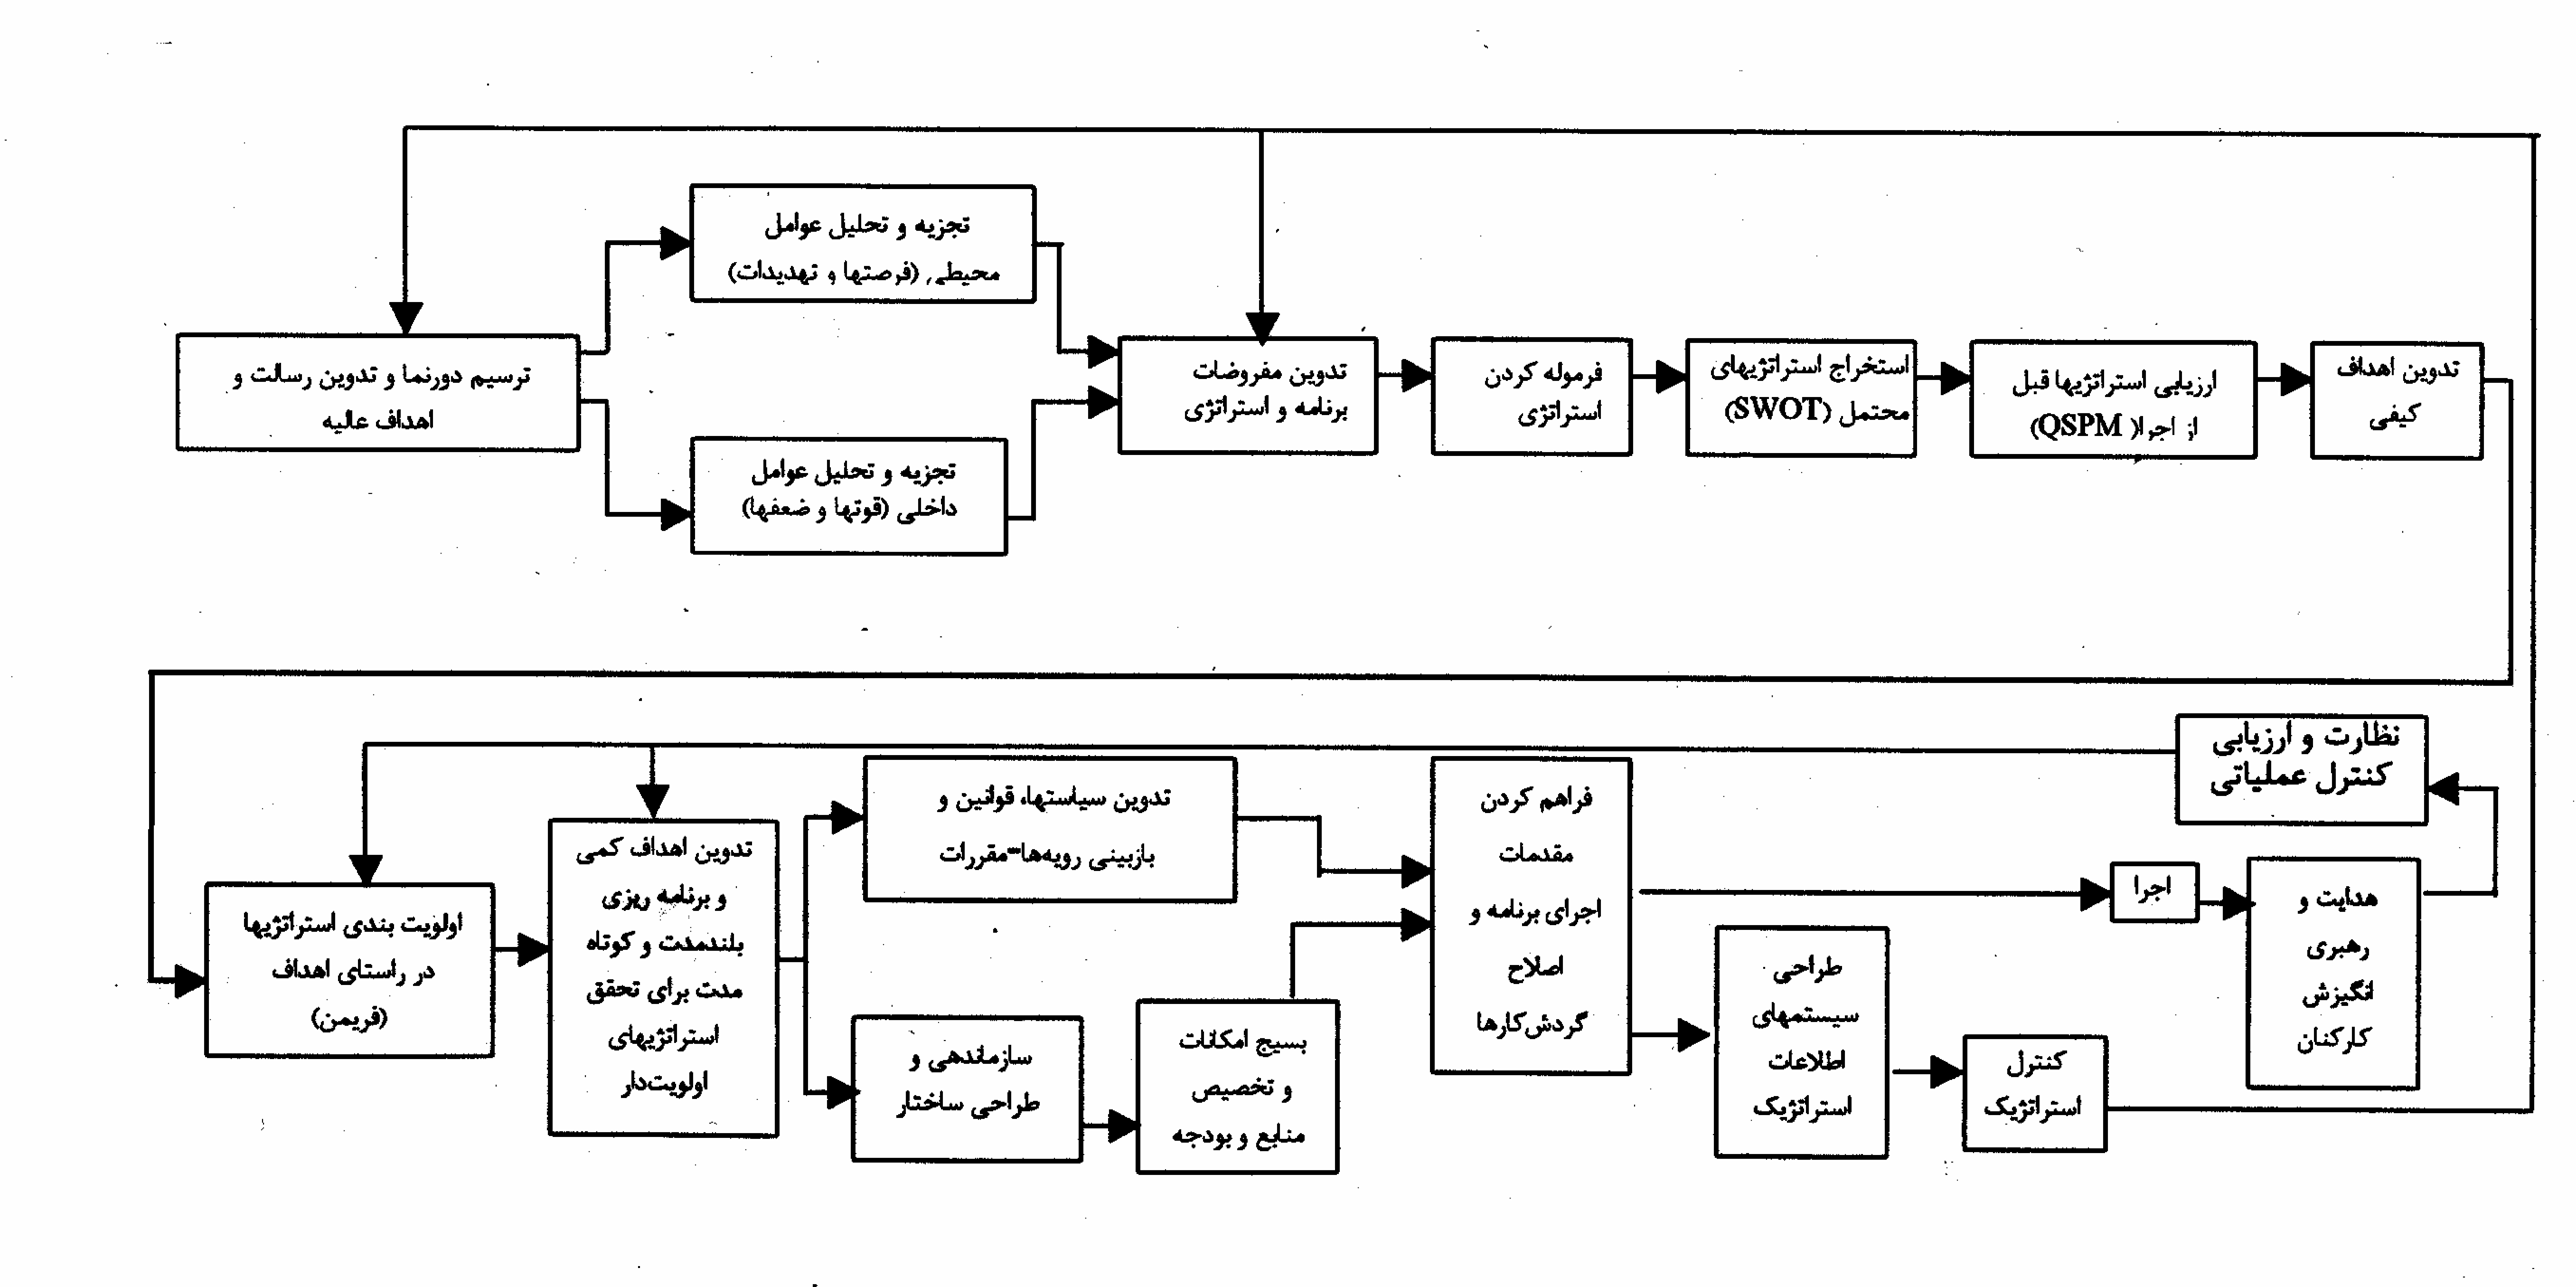 تجزیه و تحلیل عوامل
محیطی (فرصتها و تهدیدات)
ترسیم دورنما و تدوین رسالت و
اهداف عالیه
تجزیه و تحلیل عوامل
داخلی (قوتها و ضعفها)
تدوین مفروضات
برنامه و استراتژی
فرموله کردن
استراتژی
استخراج استراتژیهای
محتمل (SWOT)
ارزیابی استراتژیها قبل
از اجرا( QSPM)
تدوین اهداف
کیفی
اولویت بندی استراتژیها
در راستای اهداف
(فریمن)
تدوین اهداف کمی
و برنامه ریزی
بلندمدت و کوتاه
مدت برای تحقق
استراتژیهای
اولویت‌دار
تدوین سیاستها، قوانین و
بازبینی رویه‌ها-مقررات
سازماندهی و
طراحی ساختار
بسیج امکانات
و تخصیص
منابع و بودجه
فراهم کردن
مقدمات
اجرای برنامه و
اصلاح
گردش‌کارها
طراحی
سیستمهای
اطلاعات
استراتژیک
کنترل
استراتژیک
اجرا
هدایت و
رهبری
انگیزش
کارکنان
نظارت و ارزیابی
کنترل عملیاتی